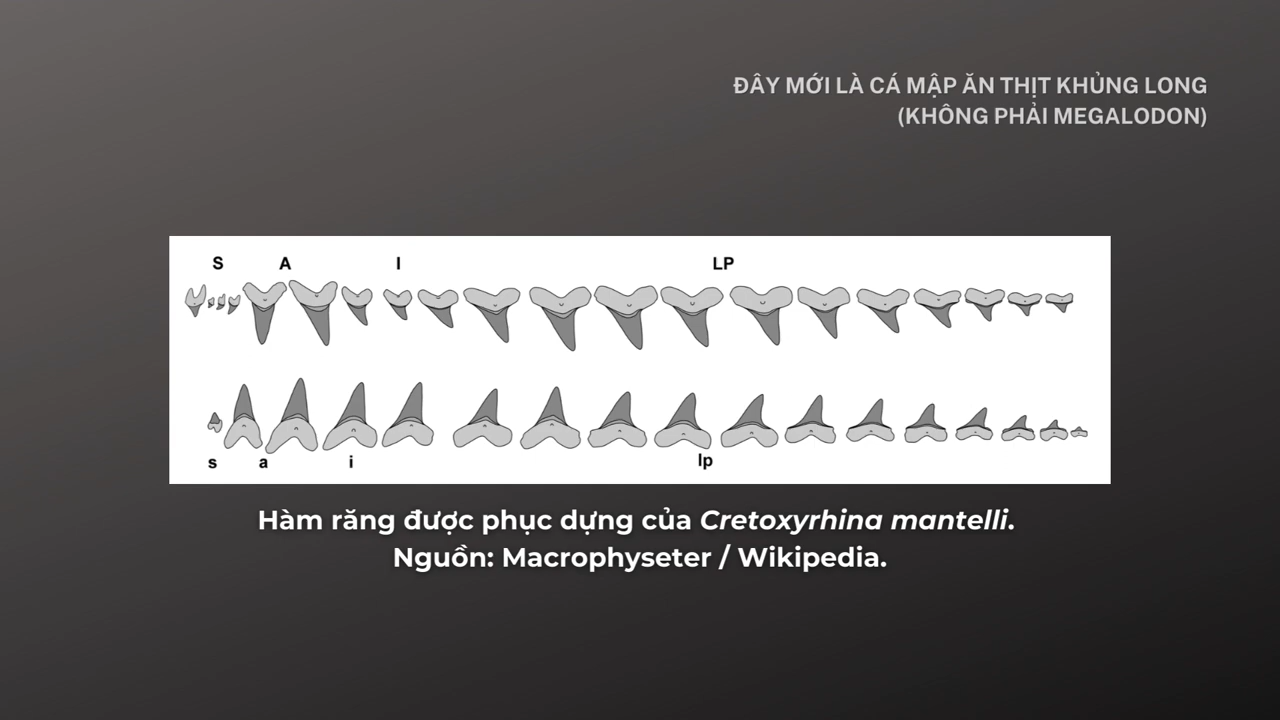 ĐÂY MỚI LÀ CÁ MẬP ĂN THỊT KHỦNG LONG
(KHÔNG PHẢI MEGALODON)
S A I LP
s a i lp
Hàm răng được phục dựng của Cretoxyrhina mantelli.
Nguồn: Macrophyseter / Wikipedia.